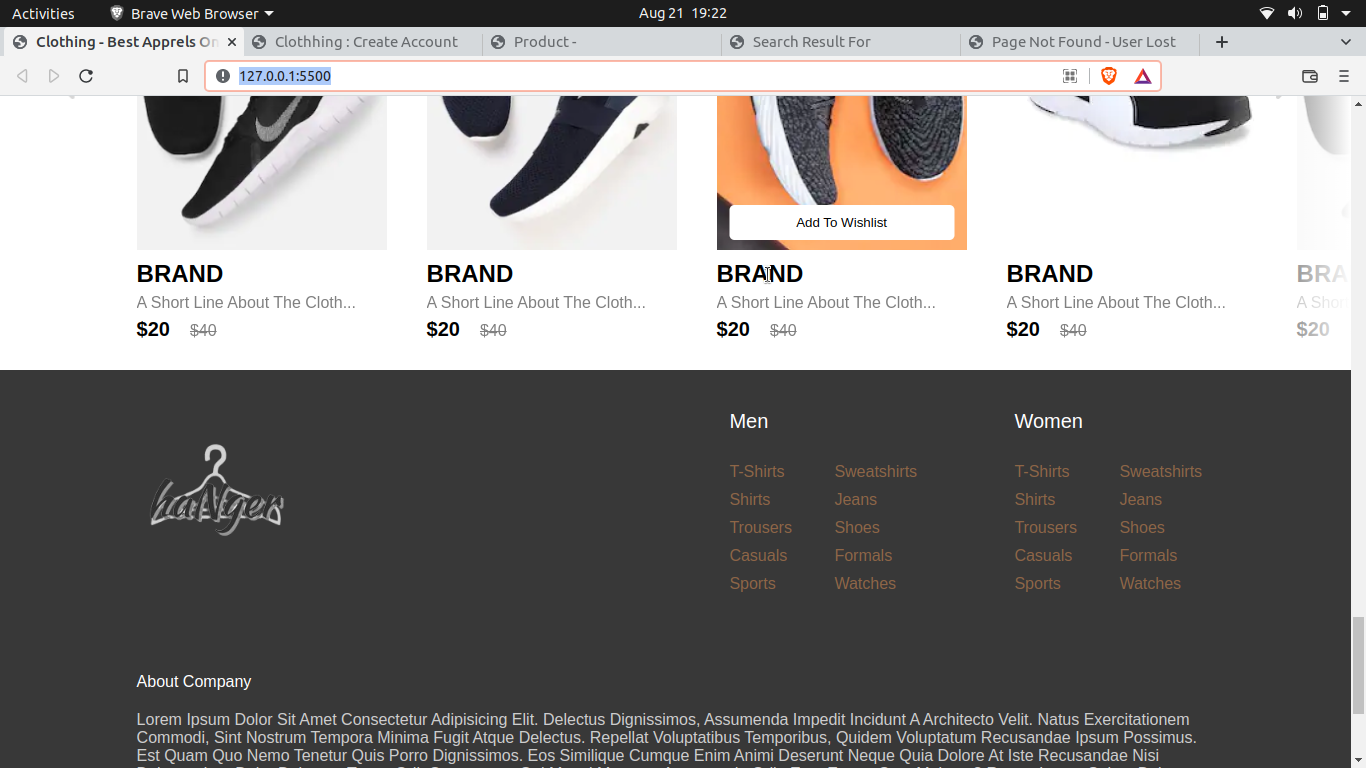 Activities Brave Web Browser Aug 21 19:22
Clothing - Best Apprels On Clothhing : Create Account Product - Search Result For Page Not Found - User Lost
127.0.0.1:5500
Add To Wishlist
BRAND BRAND BRAND BRAND BRA
A Short Line About The Cloth... A Short Line About The Cloth... A Short Line About The Cloth... A Short Line About The Cloth... A Shor
$20 $40 $20 $40 $20 $40 $20 $40 $20
Men Women
haNger
T-Shirts Sweatshirts T-Shirts Sweatshirts
Shirts Jeans Shirts Jeans
Trousers Shoes Trousers Shoes
Casuals Formals Casuals Formals
Sports Watches Sports Watches
About Company
Lorem Ipsum Dolor Sit Amet Consectetur Adipisicing Elit. Delectus Dignissimos, Assumenda Impedit Incidunt A Architecto Velit. Natus Exercitationem
Commodi, Sint Nostrum Tempora Minima Fugit Atque Delectus. Repellat Voluptatibus Temporibus, Quidem Voluptatum Recusandae Ipsum Possimus.
Est Quam Quo Nemo Tenetur Quis Porro Dignissimos. Eos Similique Cumque Enim Animi Deserunt Neque Quia Dolore At Iste Recusandae Nisi